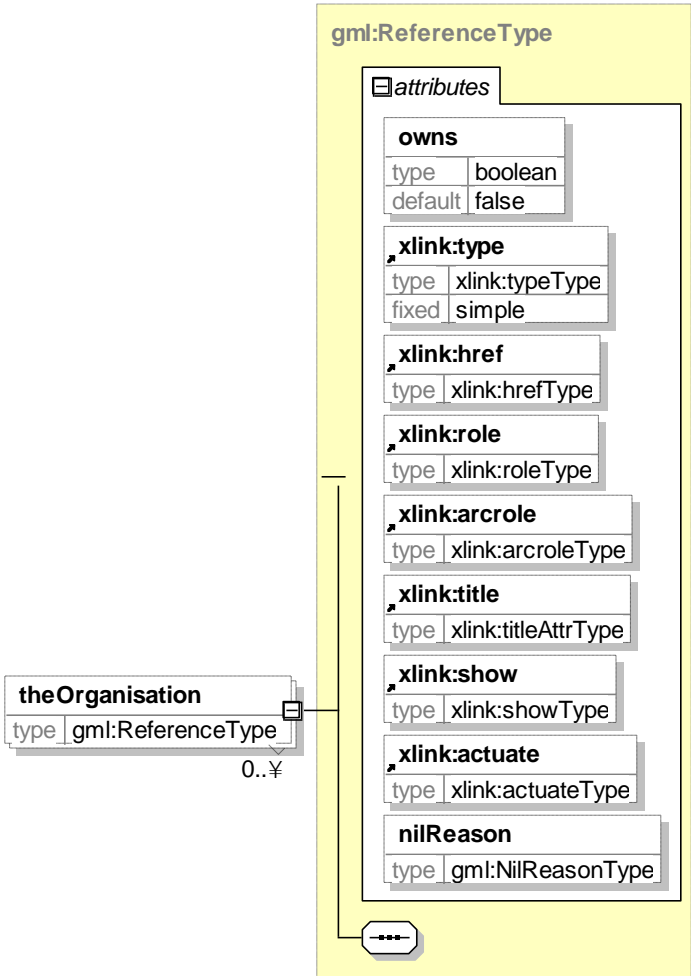 gml:ReferenceType
attributes
owns
type boolean
default false
xlink:type
type xlink:typeType
fixed simple
xlink:href
type xlink:hrefType
xlink:role
type xlink:roleType
xlink:arcrole
type xlink:arcroleType
xlink:title
type xlink:titleAttrType
xlink:show
type xlink:showType
xlink:actuate
type xlink:actuateType
nilReason
type gml:NilReasonType
theOrganisation
type gml:ReferenceType
0..¥